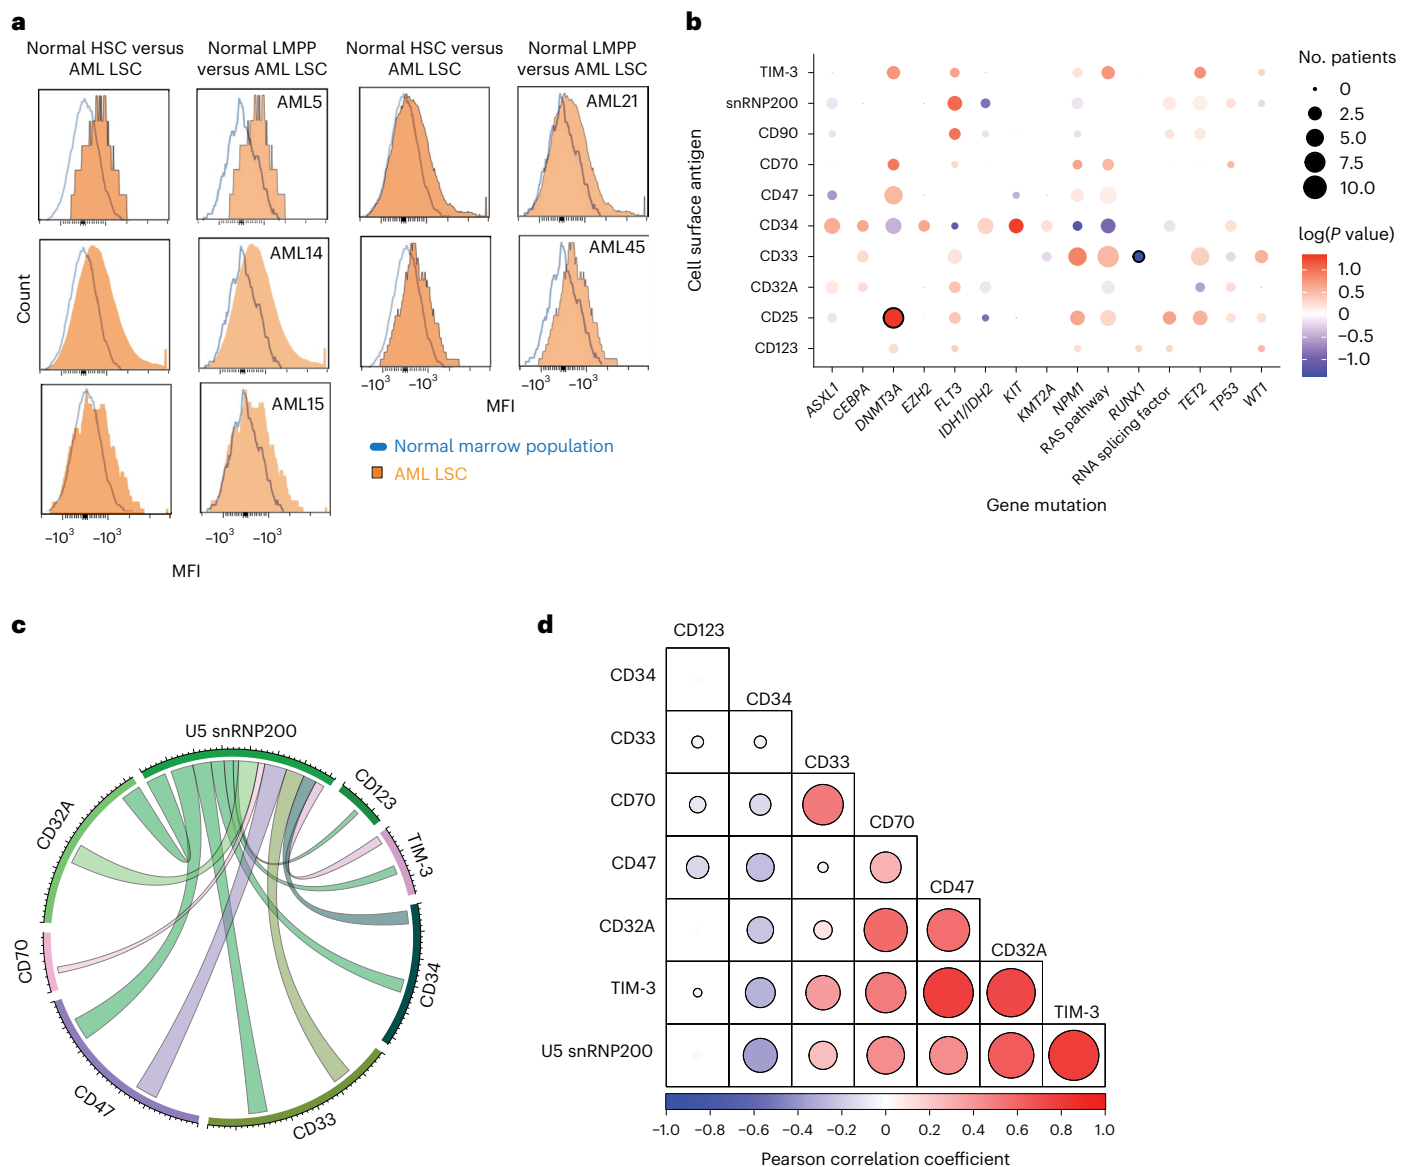 a
Normal HSC versus
AML LSC
Normal LMPP
versus AML LSC
Normal HSC versus
AML LSC
Normal LMPP
versus AML LSC
AML5
AML21
AML14
AML45
AML15
Count
−10³ −10³
−10³ −10³
−10³ −10³
−10³ −10³
MFI
MFI
Normal marrow population
AML LSC
b
Cell surface antigen
TIM-3
snRNP200
CD90
CD70
CD47
CD34
CD33
CD32A
CD25
CD123
ASXL1
CEBPA
DNMT3A
EZH2
FLT3
IDH1/IDH2
KIT
KMT2A
NPM1
RAS pathway
RUNX1
RNA splicing factor
TET2
TP53
WT1
Gene mutation
No. patients
0
2.5
5.0
7.5
10.0
log(P value)
1.0
0.5
0
−0.5
−1.0
c
U5 snRNP200
CD123
TIM-3
CD34
CD33
CD47
CD70
CD32A
d
CD123
CD34
CD34
CD33
CD33
CD70
CD70
CD47
CD47
CD32A
CD32A
TIM-3
TIM-3
U5 snRNP200
−1.0 −0.8 −0.6 −0.4 −0.2 0 0.2 0.4 0.6 0.8 1.0
Pearson correlation coefficient